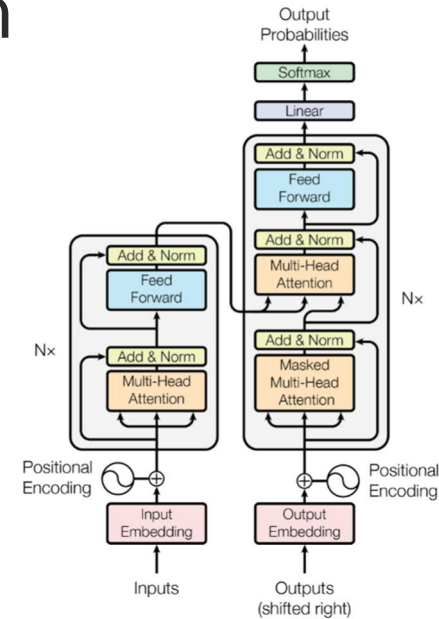 Output
Probabilities
Softmax
Linear
Add & Norm
Feed
Forward
Add & Norm
Multi-Head
Attention
Nx
Add & Norm
Masked
Multi-Head
Attention
Add & Norm
Feed
Forward
Nx
Add & Norm
Multi-Head
Attention
Positional
Encoding
Positional
Encoding
Input
Embedding
Output
Embedding
Inputs
Outputs
(shifted right)